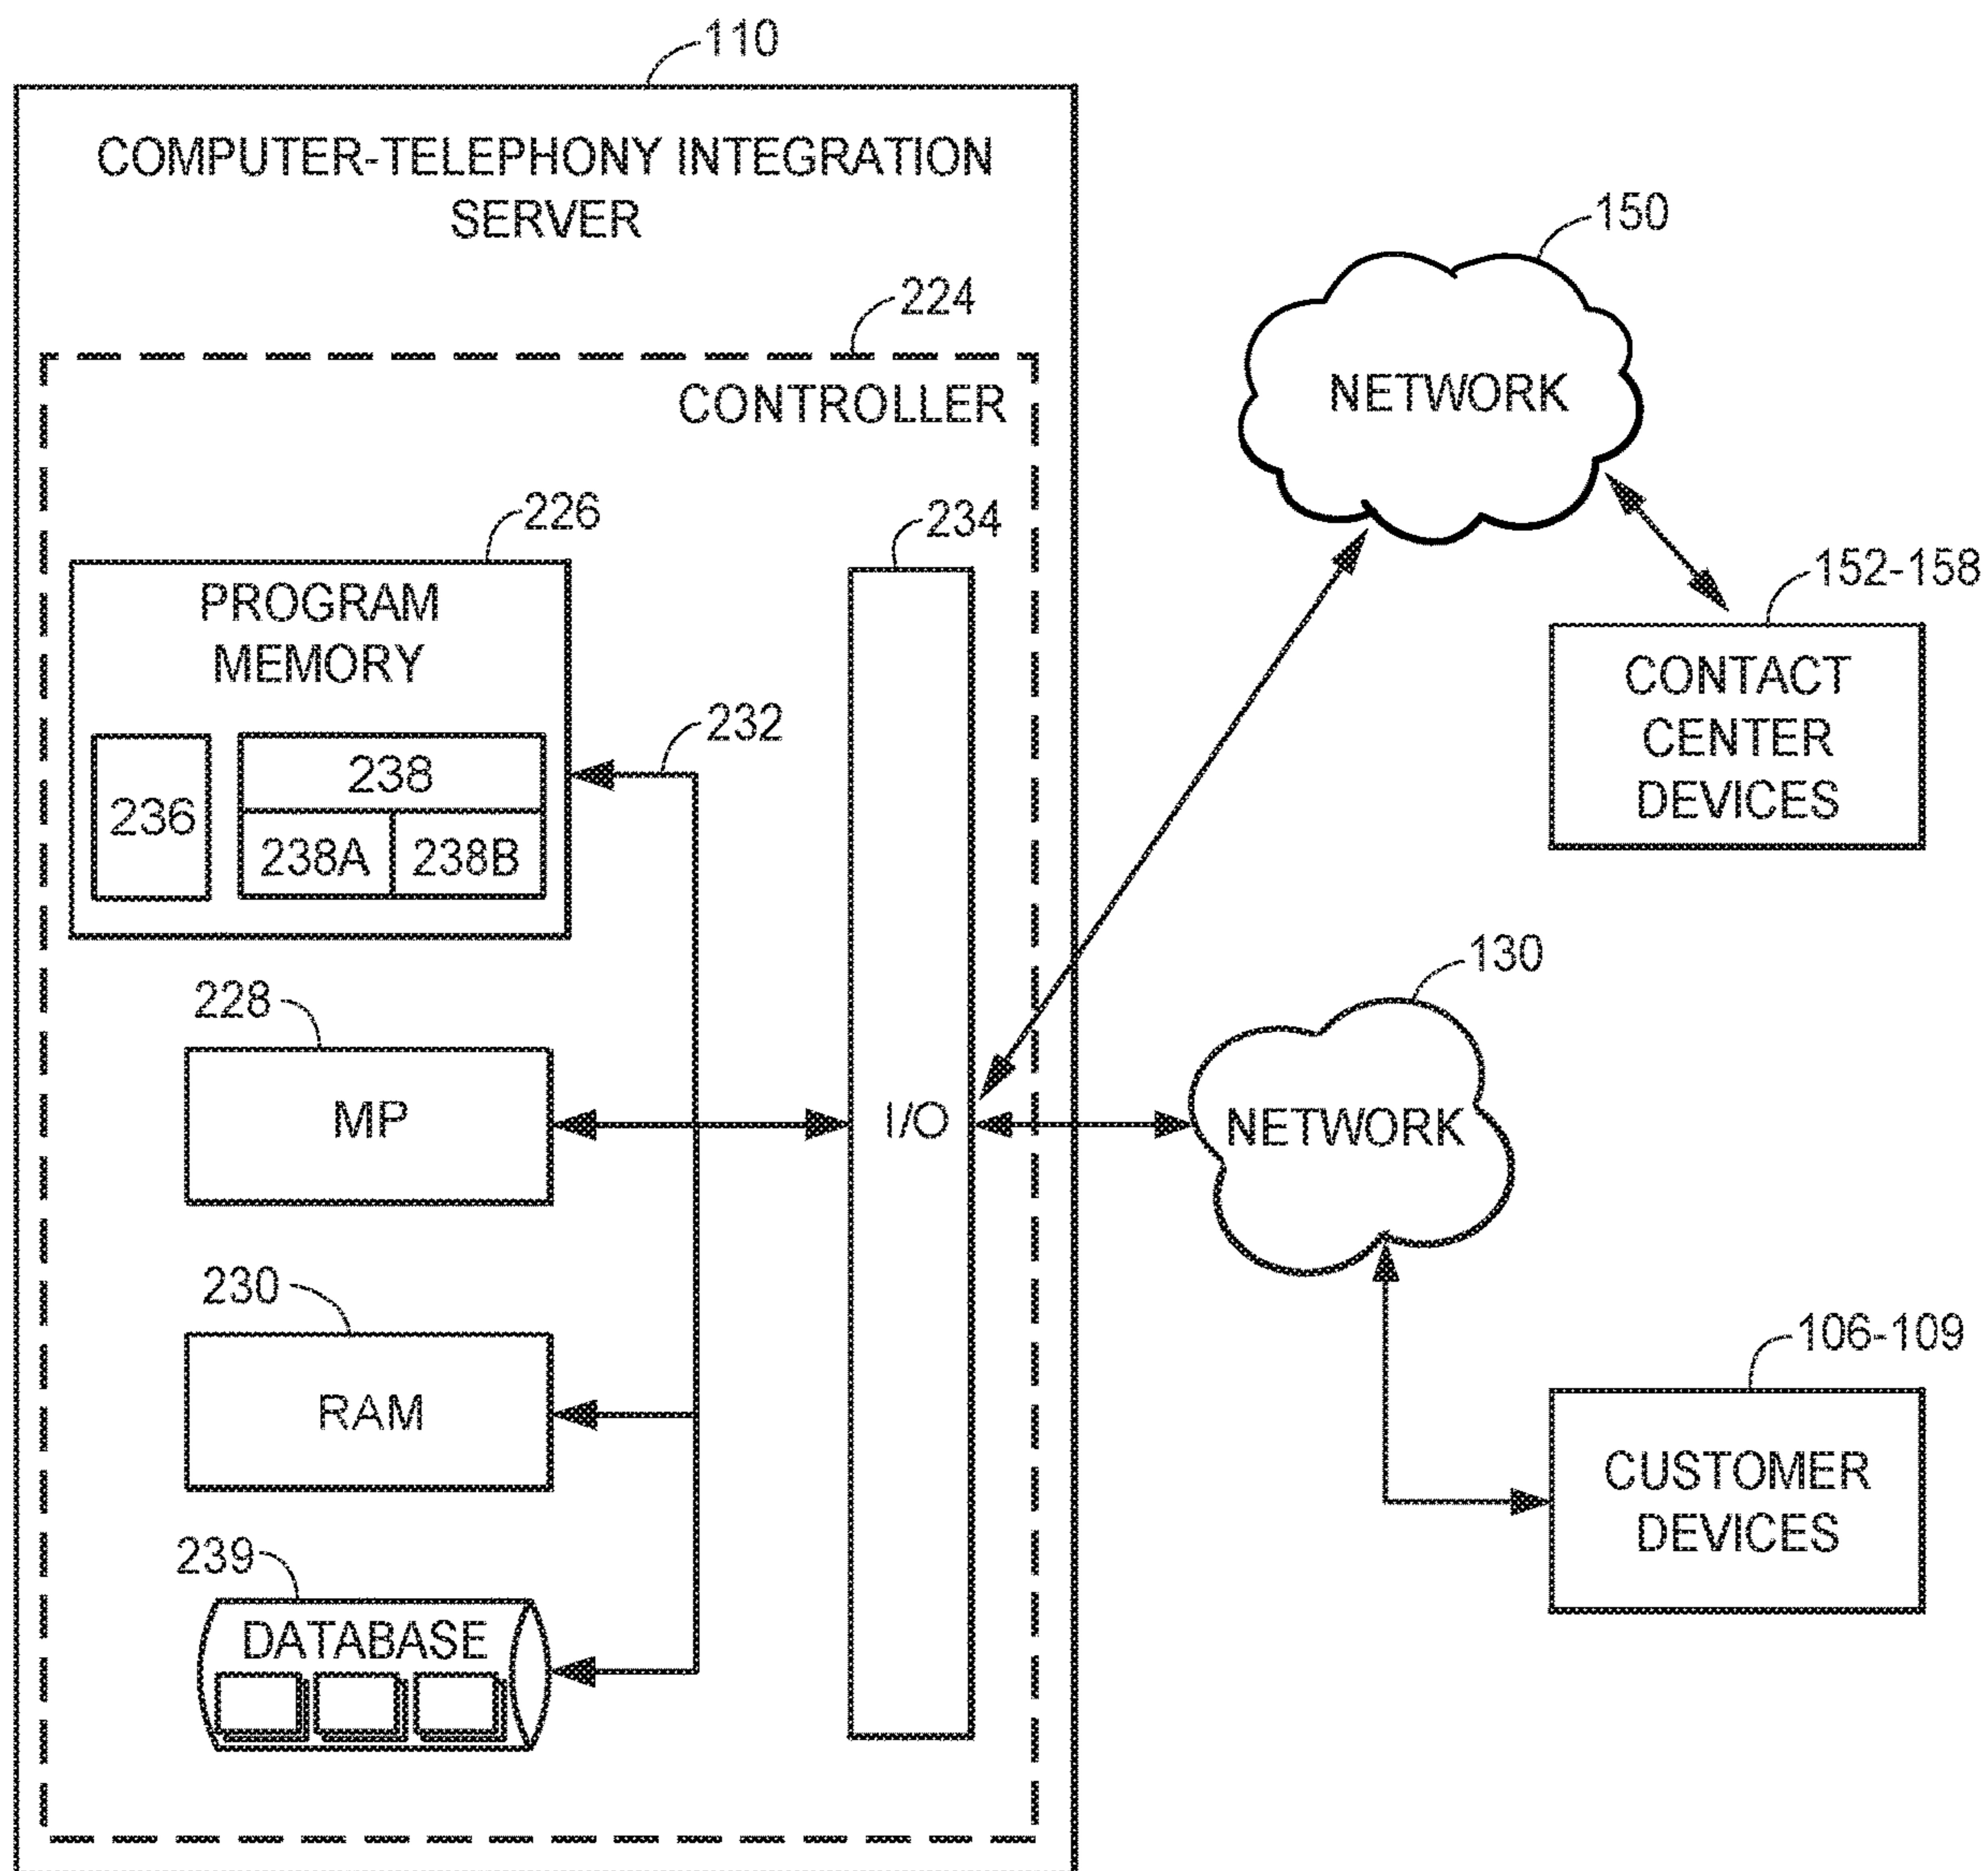 110
COMPUTER-TELEPHONY INTEGRATION
SERVER
224
CONTROLLER
226
PROGRAM
MEMORY
236
238
238A
238B
232
234
I/O
228
MP
230
RAM
239
DATABASE
150
NETWORK
152-158
CONTACT
CENTER
DEVICES
130
NETWORK
106-109
CUSTOMER
DEVICES